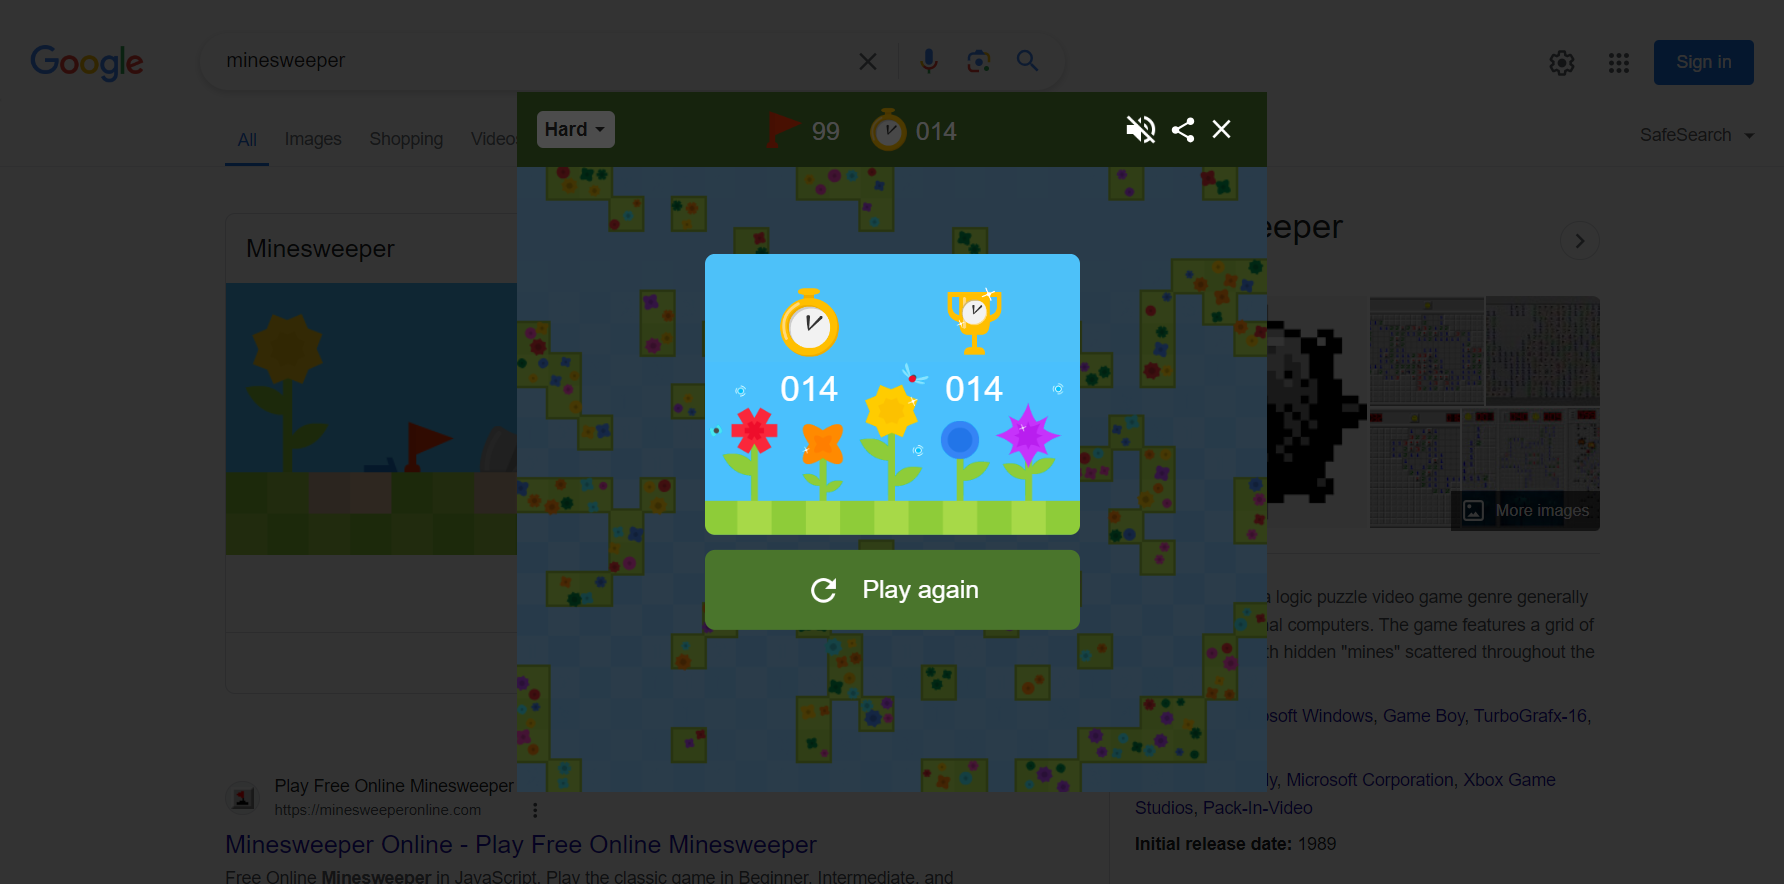 Google
minesweeper
Sign in
All Images Shopping Videos
SafeSearch
Hard 99 014
Minesweeper
eeper
014 014
More images
Play again
a logic puzzle video game genre generally
al computers. The game features a grid of
th hidden "mines" scattered throughout the
osoft Windows, Game Boy, TurboGrafx-16,
ly, Microsoft Corporation, Xbox Game
Studios, Pack-In-Video
Initial release date: 1989
Play Free Online Minesweeper
https://minesweeperonline.com
Minesweeper Online - Play Free Online Minesweeper
Free Online Minesweeper in JavaScript. Play the classic game in Beginner, Intermediate, and